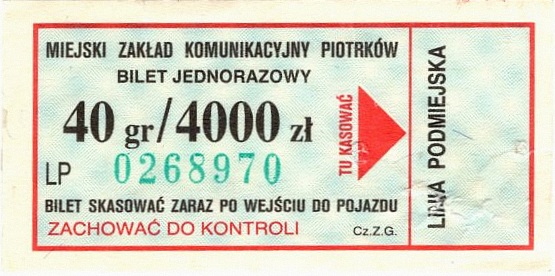 MIEJSKI ZAKŁAD KOMUNIKACYJNY PIOTRKÓW
BILET JEDNORAZOWY
40 gr/4000 zł
LP 0268970
BILET SKASOWAĆ ZARAZ PO WEJŚCIU DO POJAZDU
ZACHOWAĆ DO KONTROLI
Cz.Z.G.
TU KASOWAĆ
LINIA PODMIEJSKA